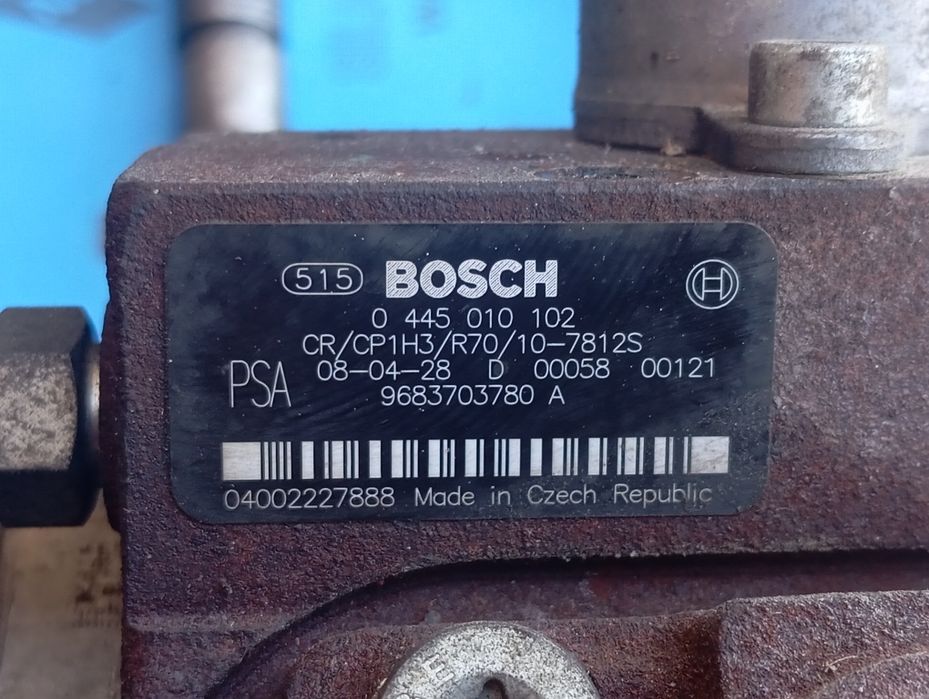 515 BOSCH
0 445 010 102
CR/CP1H3/R70/10-7812S
PSA 08-04-28 D 00058 00121
9683703780 A
04002227888 Made in Czech Republic